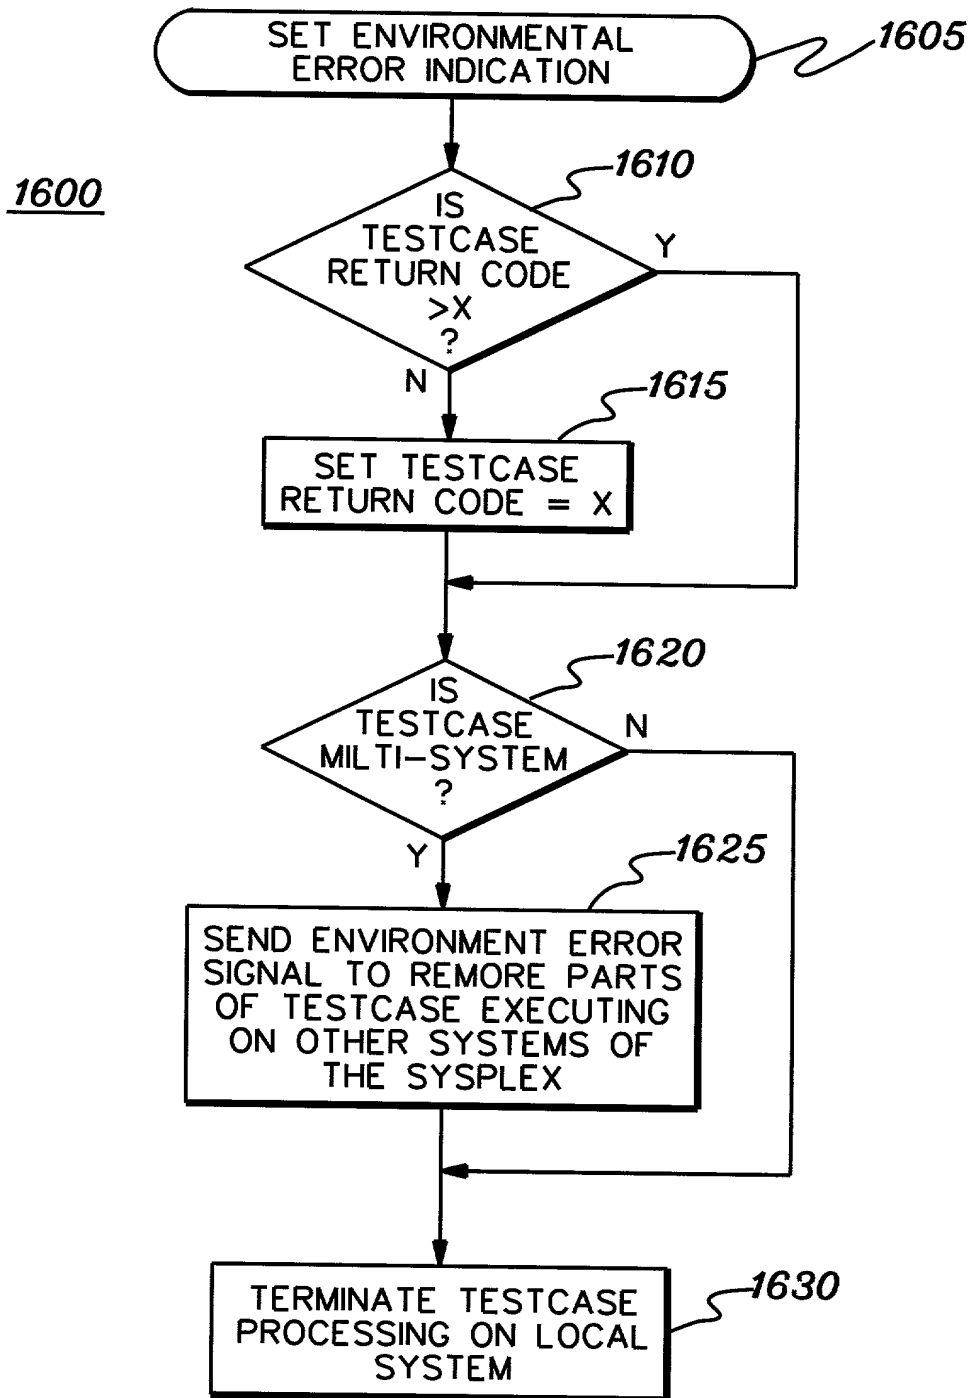 SET ENVIRONMENTAL
ERROR INDICATION
1605
1600
1610
IS
TESTCASE
RETURN CODE
>X
?
Y
N
1615
SET TESTCASE
RETURN CODE = X
1620
IS
TESTCASE
MILTI-SYSTEM
?
N
Y
1625
SEND ENVIRONMENT ERROR
SIGNAL TO REMORE PARTS
OF TESTCASE EXECUTING
ON OTHER SYSTEMS OF
THE SYSPLEX
1630
TERMINATE TESTCASE
PROCESSING ON LOCAL
SYSTEM